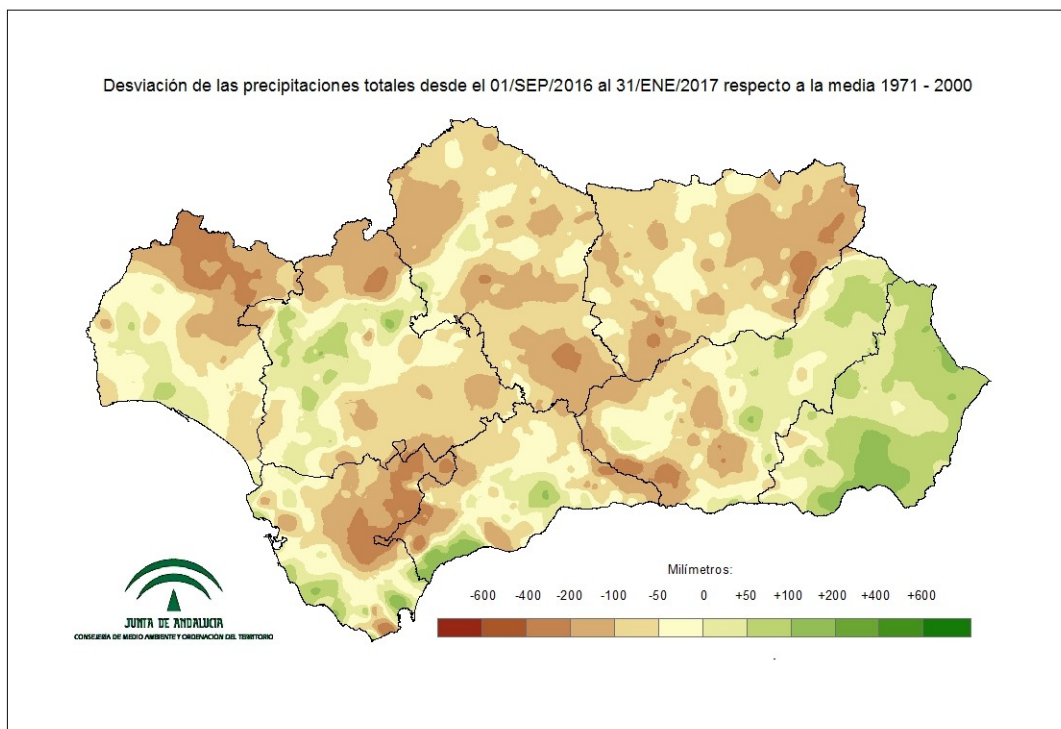 Desviación de las precipitaciones totales desde el 01/SEP/2016 al 31/ENE/2017 respecto a la media 1971 - 2000
Milímetros:
-600 -400 -200 -100 -50 0 +50 +100 +200 +400 +600
JUNTA DE ANDALUCIA
CONSEJERÍA DE MEDIO AMBIENTE Y ORDENACIÓN DEL TERRITORIO